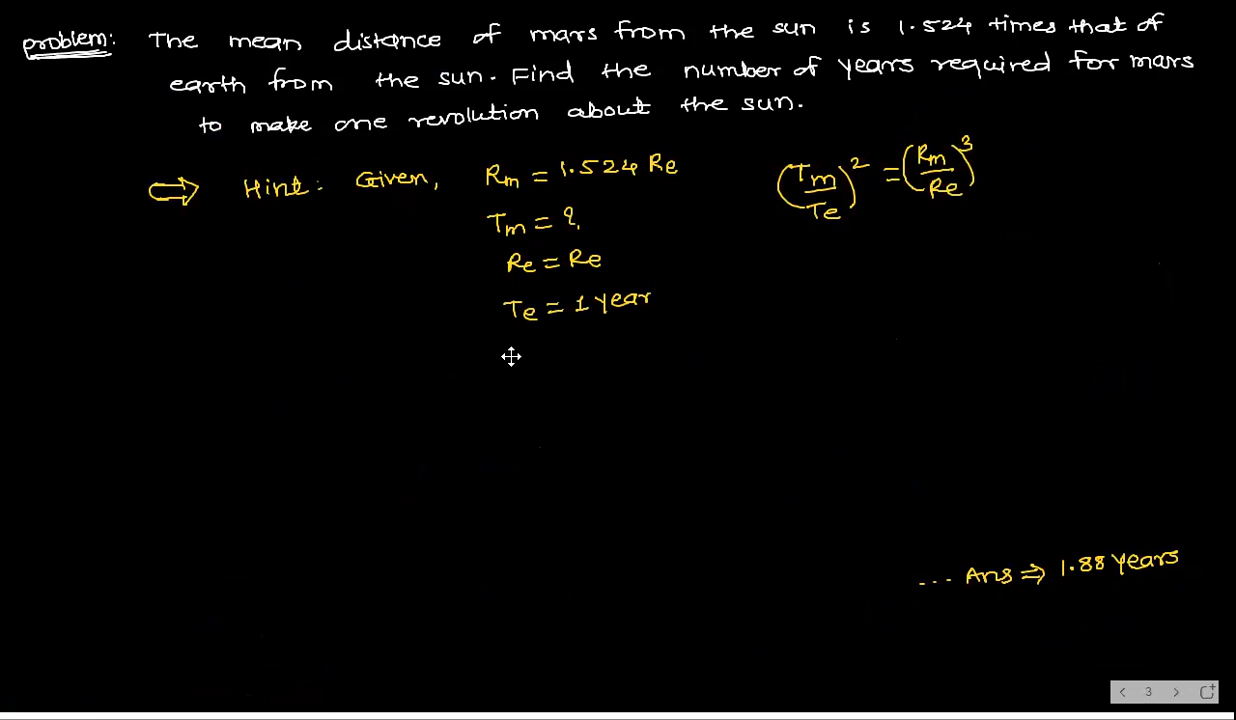 problem: The mean distance of mars from the sun is 1.524 times that of
earth from the sun. Find the number of years required for mars
to make one revolution about the sun.
⇒ Hint: Given, Rm = 1.524 Re
(Tm/Te)^2 = (Rm/Re)^3
Tm = ?
Re = Re
Te = 1 year
... Ans ⇒ 1.88 years
< 3 >